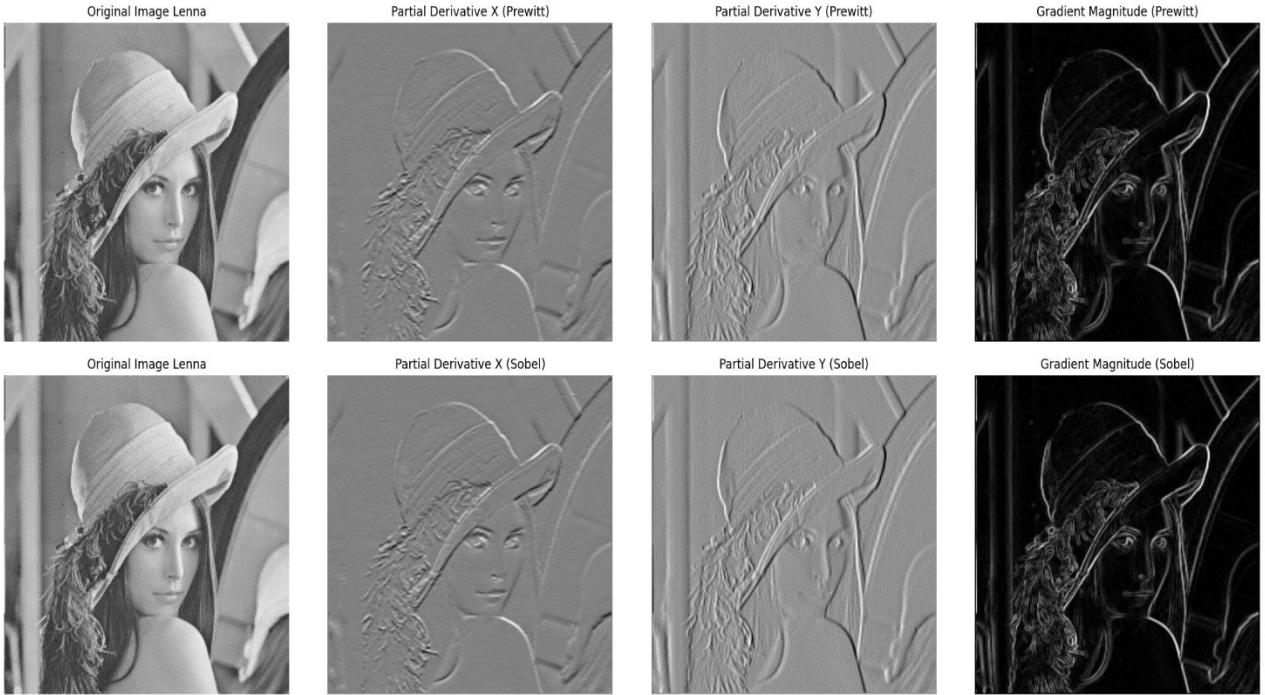 Original Image Lenna
Partial Derivative X (Prewitt)
Partial Derivative Y (Prewitt)
Gradient Magnitude (Prewitt)
Original Image Lenna
Partial Derivative X (Sobel)
Partial Derivative Y (Sobel)
Gradient Magnitude (Sobel)